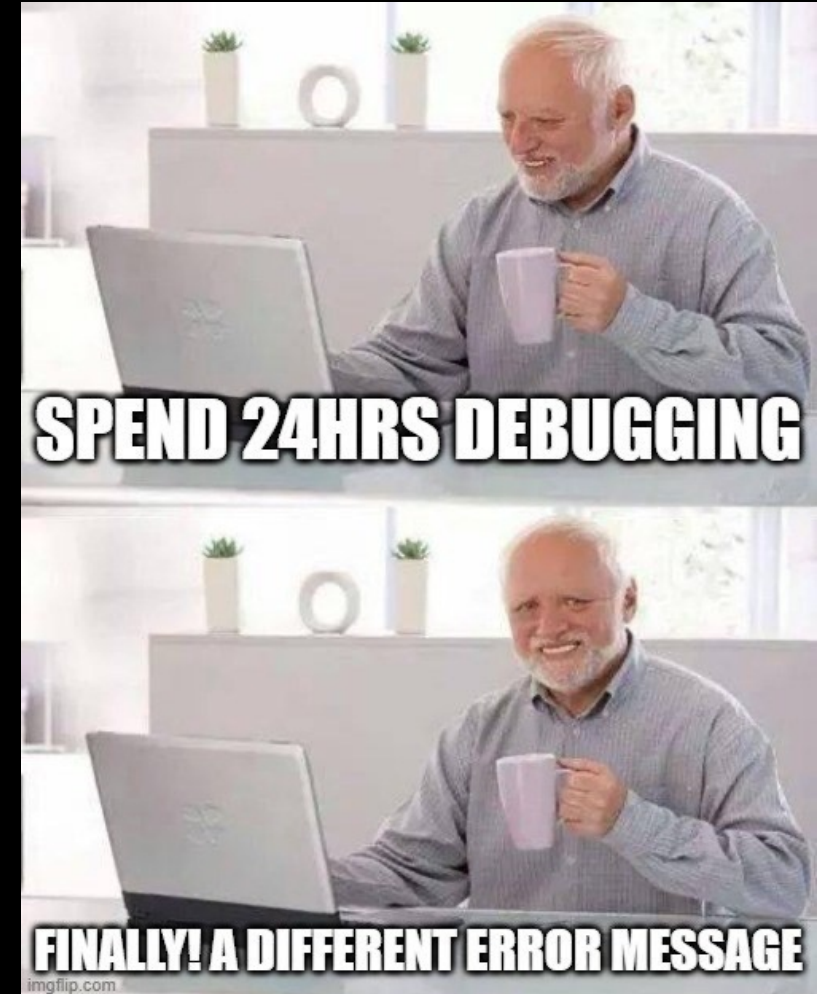 SPEND 24HRS DEBUGGING
FINALLY! A DIFFERENT ERROR MESSAGE
imgflip.com